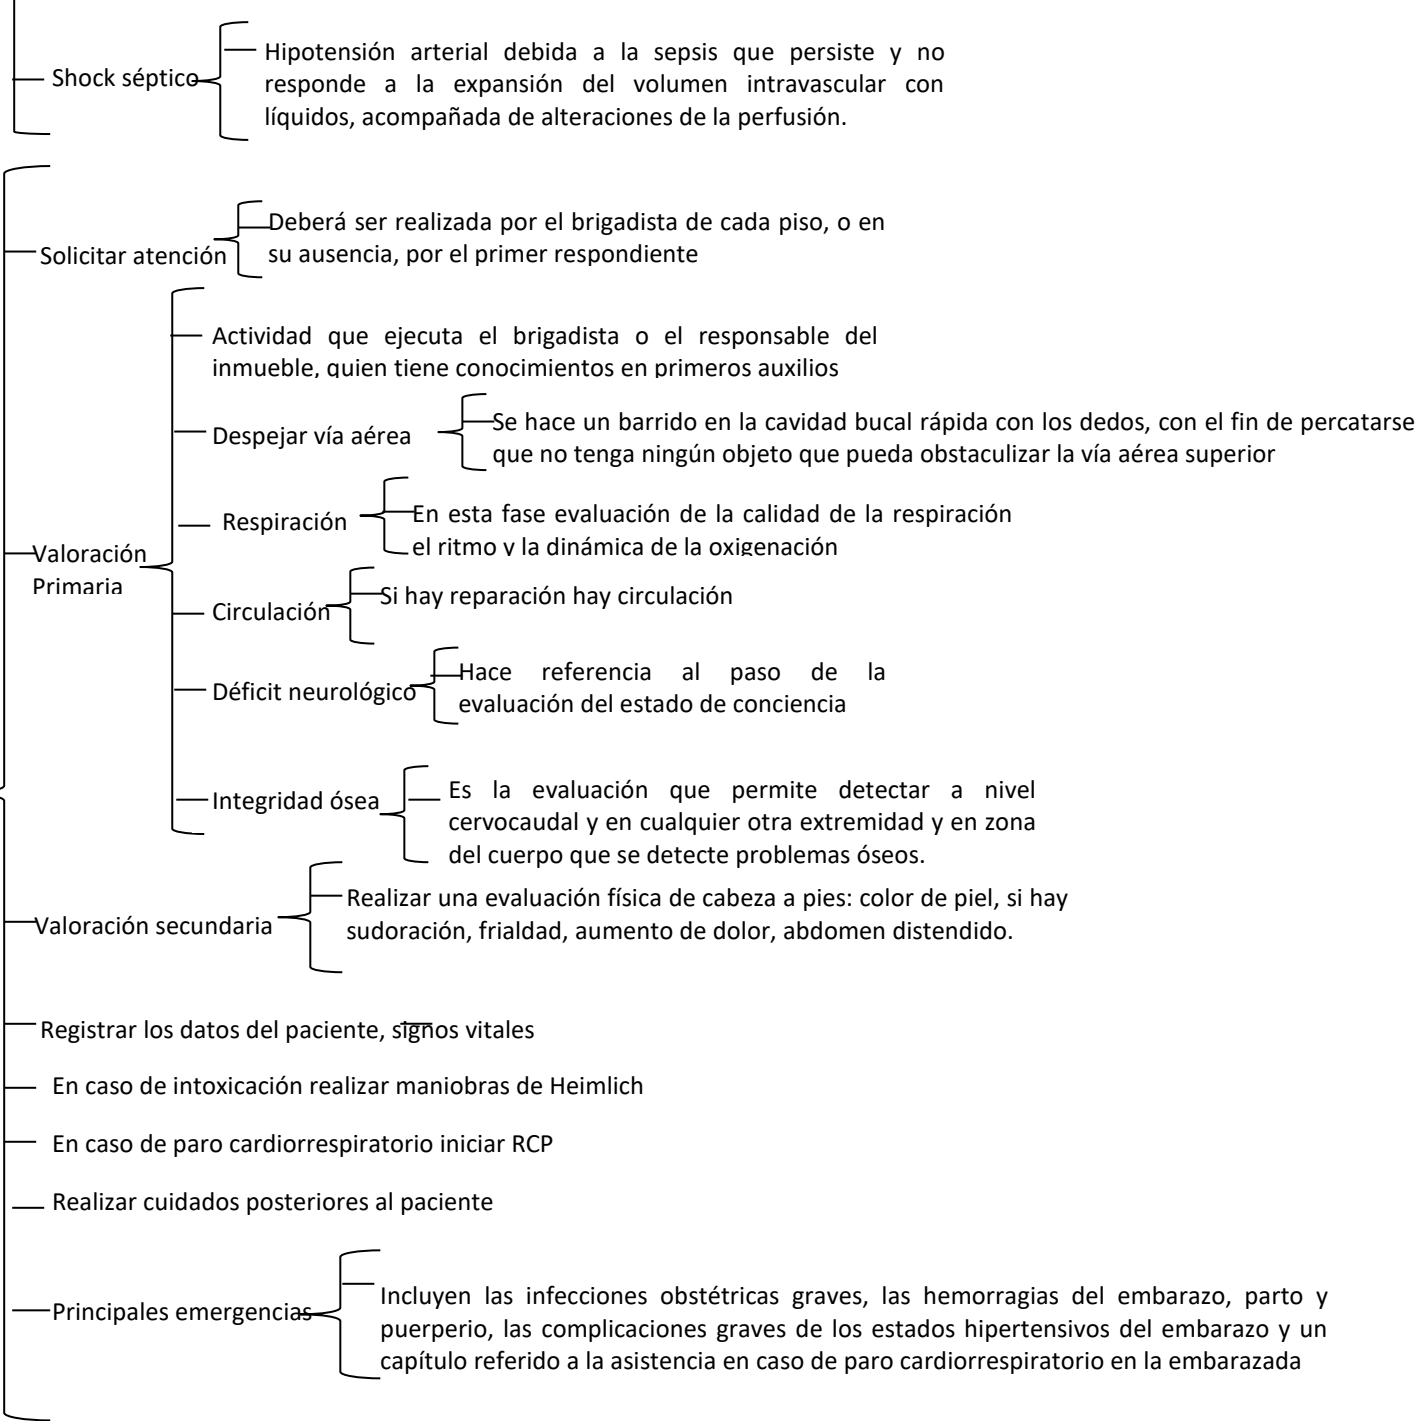 Shock séptico
Hipotensión arterial debida a la sepsis que persiste y no
responde a la expansión del volumen intravascular con
líquidos, acompañada de alteraciones de la perfusión.
Solicitar atención
Deberá ser realizada por el brigadista de cada piso, o en
su ausencia, por el primer respondiente
Valoración
Primaria
Actividad que ejecuta el brigadista o el responsable del
inmueble, quien tiene conocimientos en primeros auxilios
Despejar vía aérea
Se hace un barrido en la cavidad bucal rápida con los dedos, con el fin de percatarse
que no tenga ningún objeto que pueda obstaculizar la vía aérea superior
Respiración
En esta fase evaluación de la calidad de la respiración
el ritmo y la dinámica de la oxigenación
Circulación
Si hay reparación hay circulación
Déficit neurológico
Hace referencia al paso de la
evaluación del estado de conciencia
Integridad ósea
Es la evaluación que permite detectar a nivel
cervocaudal y en cualquier otra extremidad y en zona
del cuerpo que se detecte problemas óseos.
Valoración secundaria
Realizar una evaluación física de cabeza a pies: color de piel, si hay
sudoración, frialdad, aumento de dolor, abdomen distendido.
Registrar los datos del paciente, signos vitales
En caso de intoxicación realizar maniobras de Heimlich
En caso de paro cardiorrespiratorio iniciar RCP
Realizar cuidados posteriores al paciente
Principales emergencias
Incluyen las infecciones obstétricas graves, las hemorragias del embarazo, parto y
puerperio, las complicaciones graves de los estados hipertensivos del embarazo y un
capítulo referido a la asistencia en caso de paro cardiorrespiratorio en la embarazada